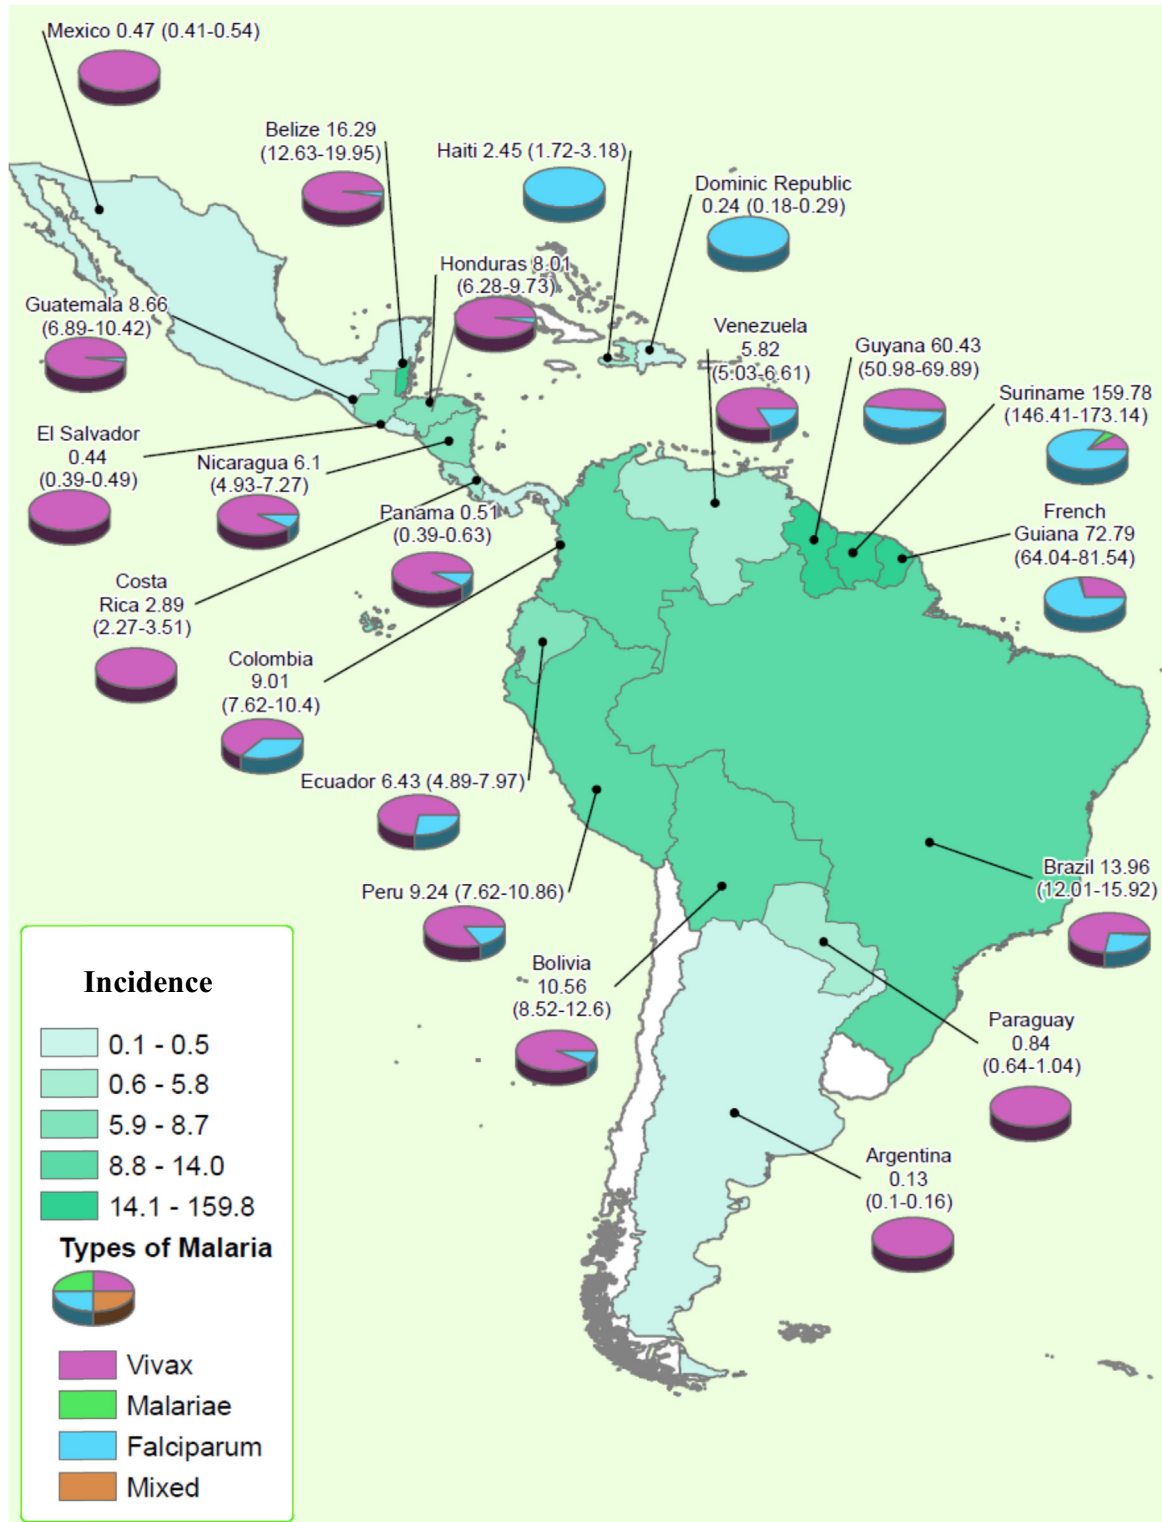 Mexico 0.47 (0.41-0.54)
Belize 16.29
(12.63-19.95)
Haiti 2.45 (1.72-3.18)
Dominic Republic
0.24 (0.18-0.29)
Honduras 8.01
(6.28-9.73)
Guatemala 8.66
(6.89-10.42)
Venezuela
5.82
(5.03-6.61)
Guyana 60.43
(50.98-69.89)
Suriname 159.78
(146.41-173.14)
El Salvador
0.44
(0.39-0.49)
Nicaragua 6.1
(4.93-7.27)
Panama 0.51
(0.39-0.63)
French
Guiana 72.79
(64.04-81.54)
Costa
Rica 2.89
(2.27-3.51)
Colombia
9.01
(7.62-10.4)
Ecuador 6.43 (4.89-7.97)
Peru 9.24 (7.62-10.86)
Brazil 13.96
(12.01-15.92)
Bolivia
10.56
(8.52-12.6)
Paraguay
0.84
(0.64-1.04)
Argentina
0.13
(0.1-0.16)
Incidence
0.1 - 0.5
0.6 - 5.8
5.9 - 8.7
8.8 - 14.0
14.1 - 159.8
Types of Malaria
Vivax
Malariae
Falciparum
Mixed